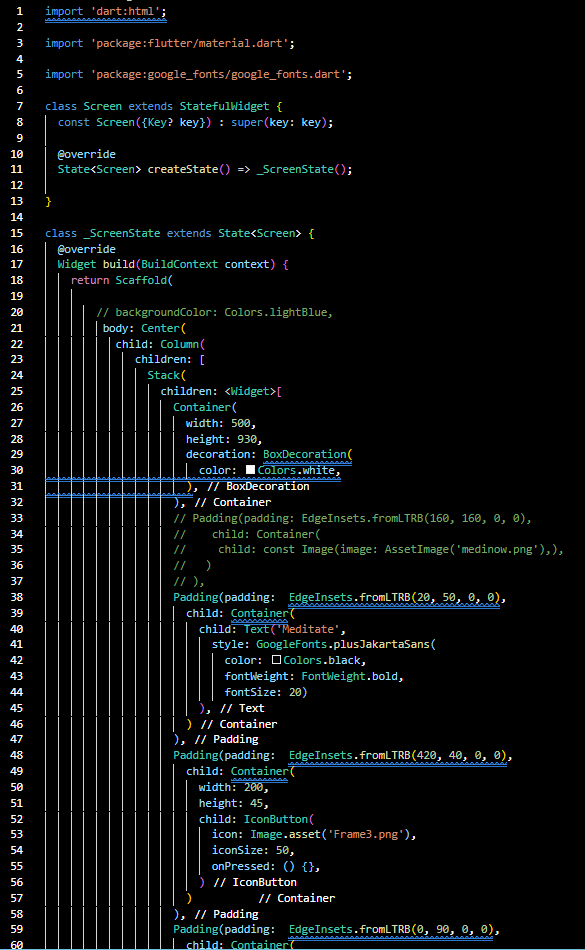 1 import 'dart:html';
2
3 import 'package:flutter/material.dart';
4
5 import 'package:google_fonts/google_fonts.dart';
6
7 class Screen extends StatefulWidget {
8 const Screen({Key? key}) : super(key: key);
9
10 @override
11 State<Screen> createState() => _ScreenState();
12
13 }
14
15 class _ScreenState extends State<Screen> {
16 @override
17 Widget build(BuildContext context) {
18 return Scaffold(
19
20 // backgroundColor: Colors.lightBlue,
21 body: Center(
22 child: Column(
23 children: [
24 Stack(
25 children: <Widget>[
26 Container(
27 width: 500,
28 height: 930,
29 decoration: BoxDecoration(
30 color: Colors.white,
31 ), // BoxDecoration
32 ), // Container
33 // Padding(padding: EdgeInsets.fromLTRB(160, 160, 0, 0),
34 // child: Container(
35 // child: const Image(image: AssetImage('medinow.png'),),
36 // )
37 // ),
38 Padding(padding: EdgeInsets.fromLTRB(20, 50, 0, 0),
39 child: Container(
40 child: Text('Meditate',
41 style: GoogleFonts.plusJakartaSans(
42 color: Colors.black,
43 fontWeight: FontWeight.bold,
44 fontSize: 20)
45 ), // Text
46 ) // Container
47 ), // Padding
48 Padding(padding: EdgeInsets.fromLTRB(420, 40, 0, 0),
49 child: Container(
50 width: 200,
51 height: 45,
52 child: IconButton(
53 icon: Image.asset('Frame3.png'),
54 iconSize: 50,
55 onPressed: () {},
56 ) // IconButton
57 ) // Container
58 ), // Padding
59 Padding(padding: EdgeInsets.fromLTRB(0, 90, 0, 0),
60 child: Container(